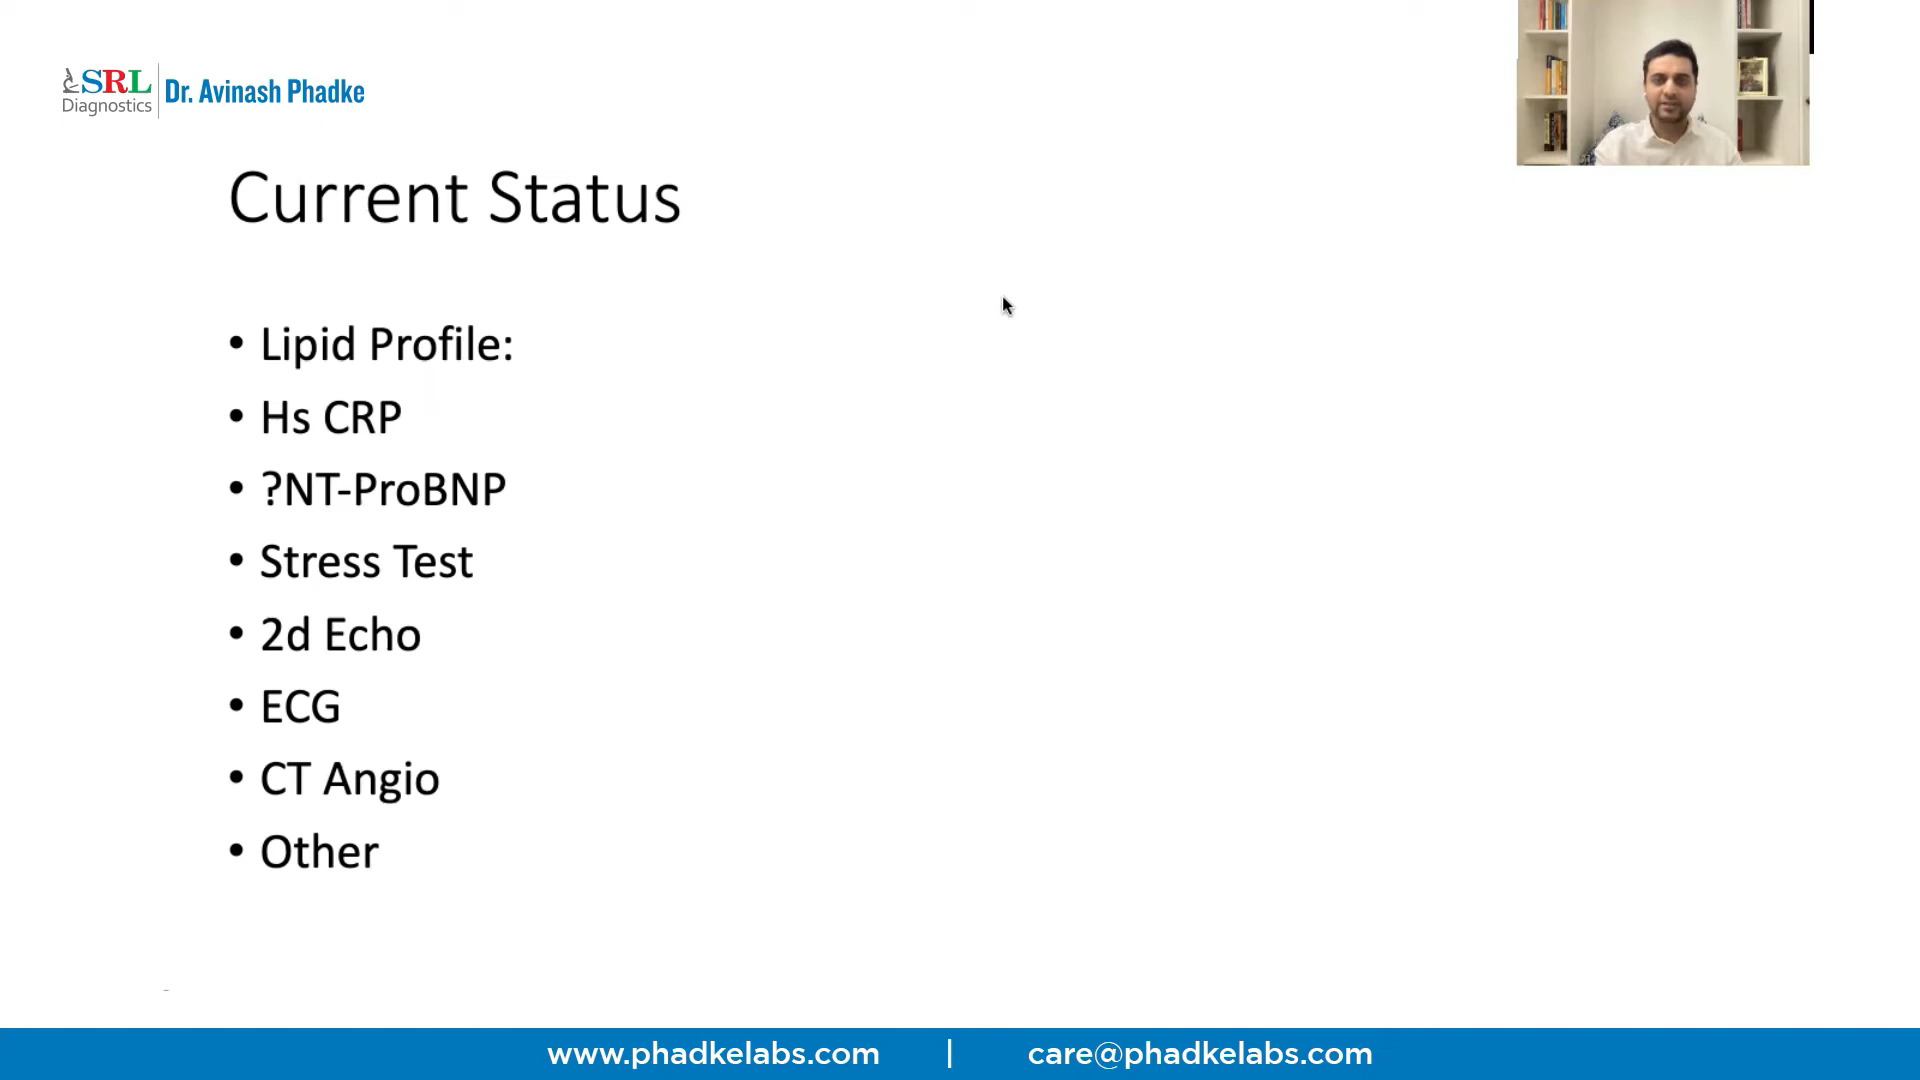 SRL
Diagnostics
Dr. Avinash Phadke
Current Status
• Lipid Profile:
• Hs CRP
• ?NT-ProBNP
• Stress Test
• 2d Echo
• ECG
• CT Angio
• Other
www.phadkelabs.com | care@phadkelabs.com